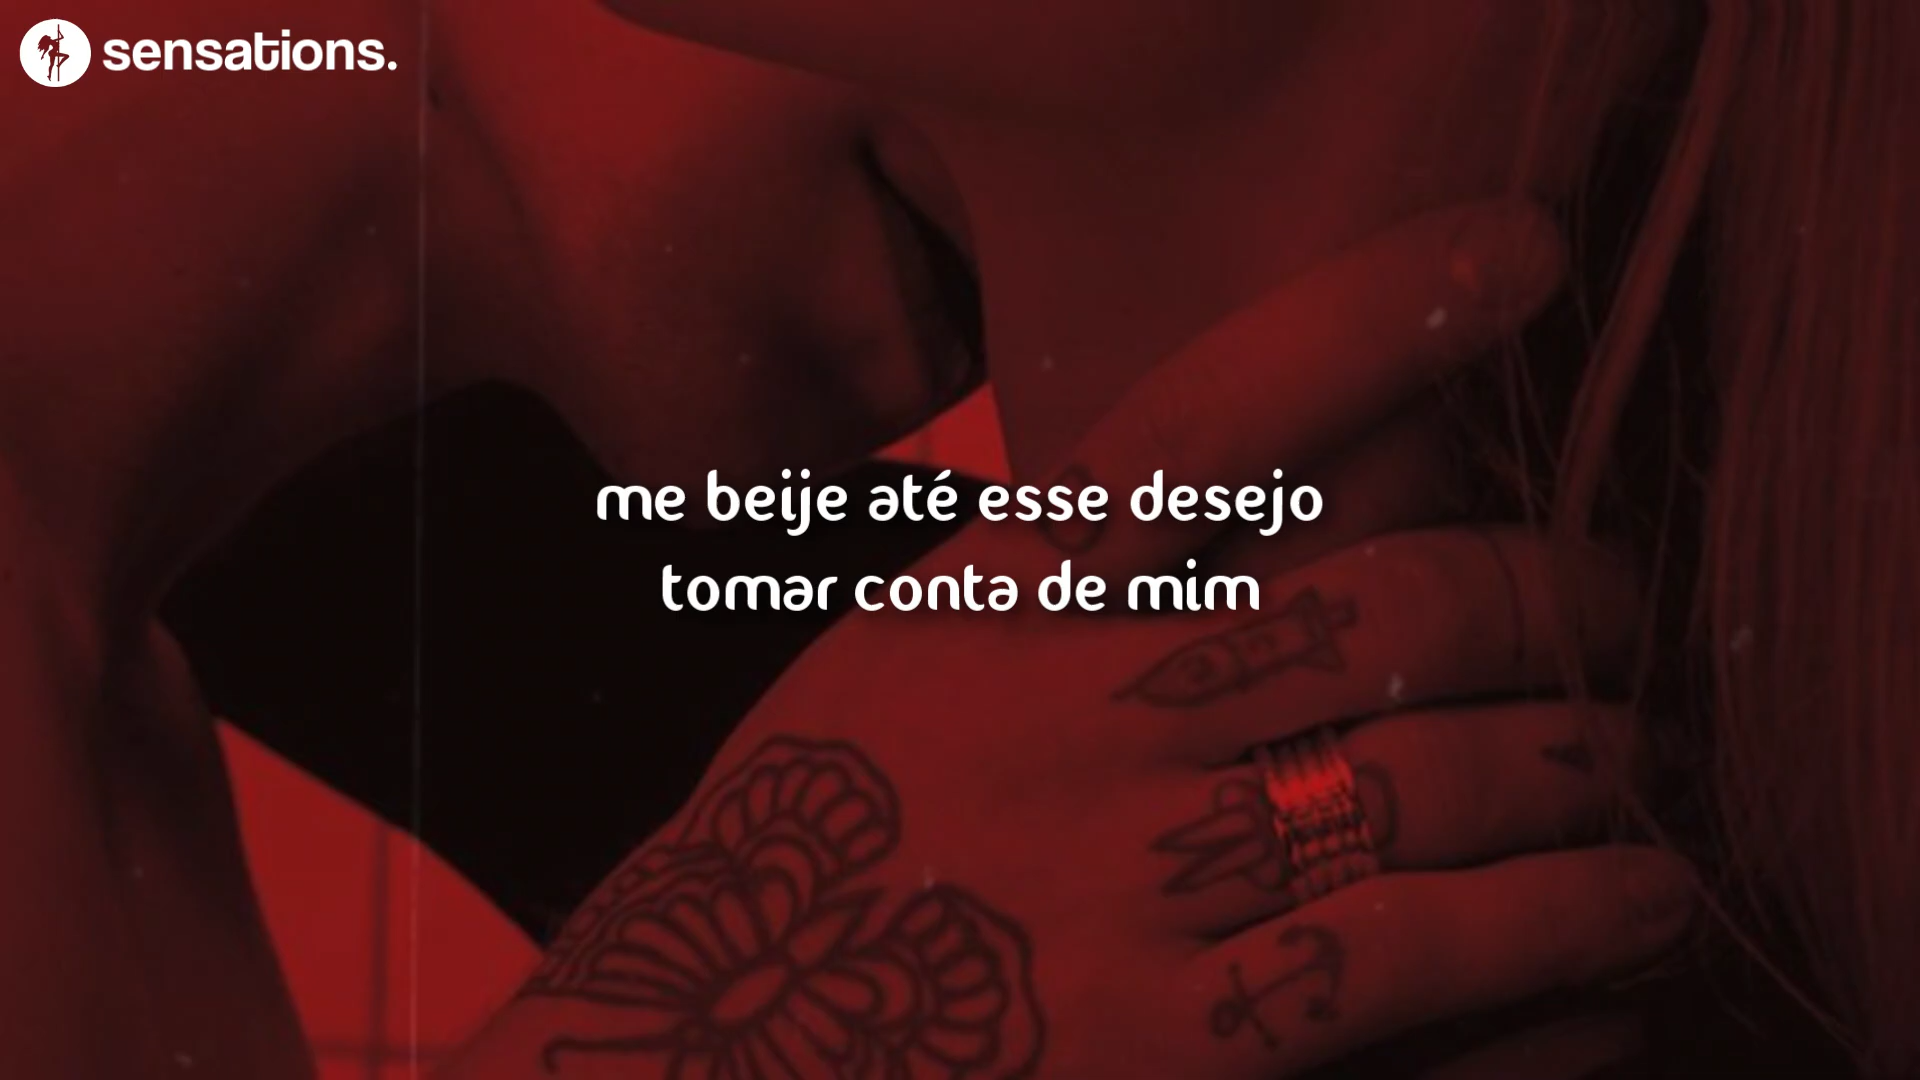 sensations.
me beije até esse desejo
tomar conta de mim